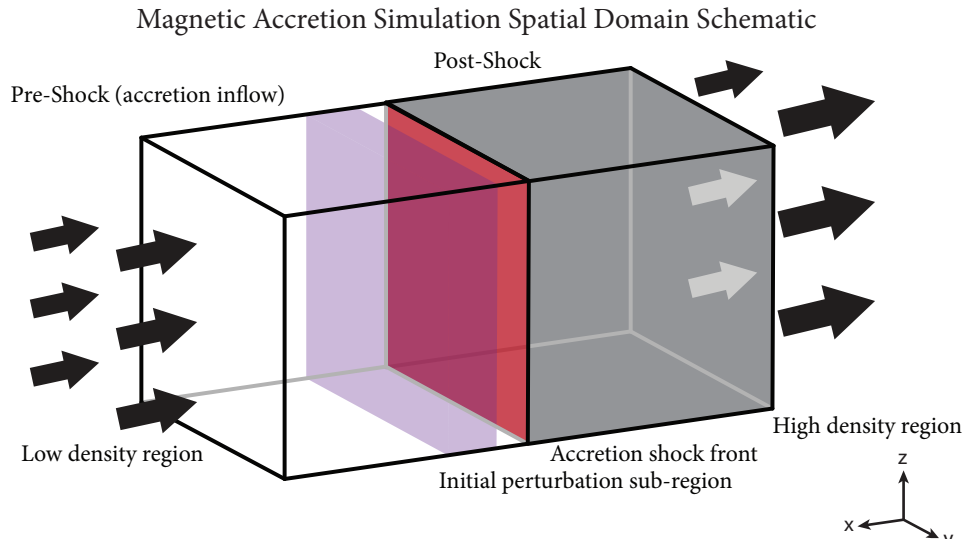 Magnetic Accretion Simulation Spatial Domain Schematic
Post-Shock
Pre-Shock (accretion inflow)
Low density region
High density region
Accretion shock front
Initial perturbation sub-region
z
x
y